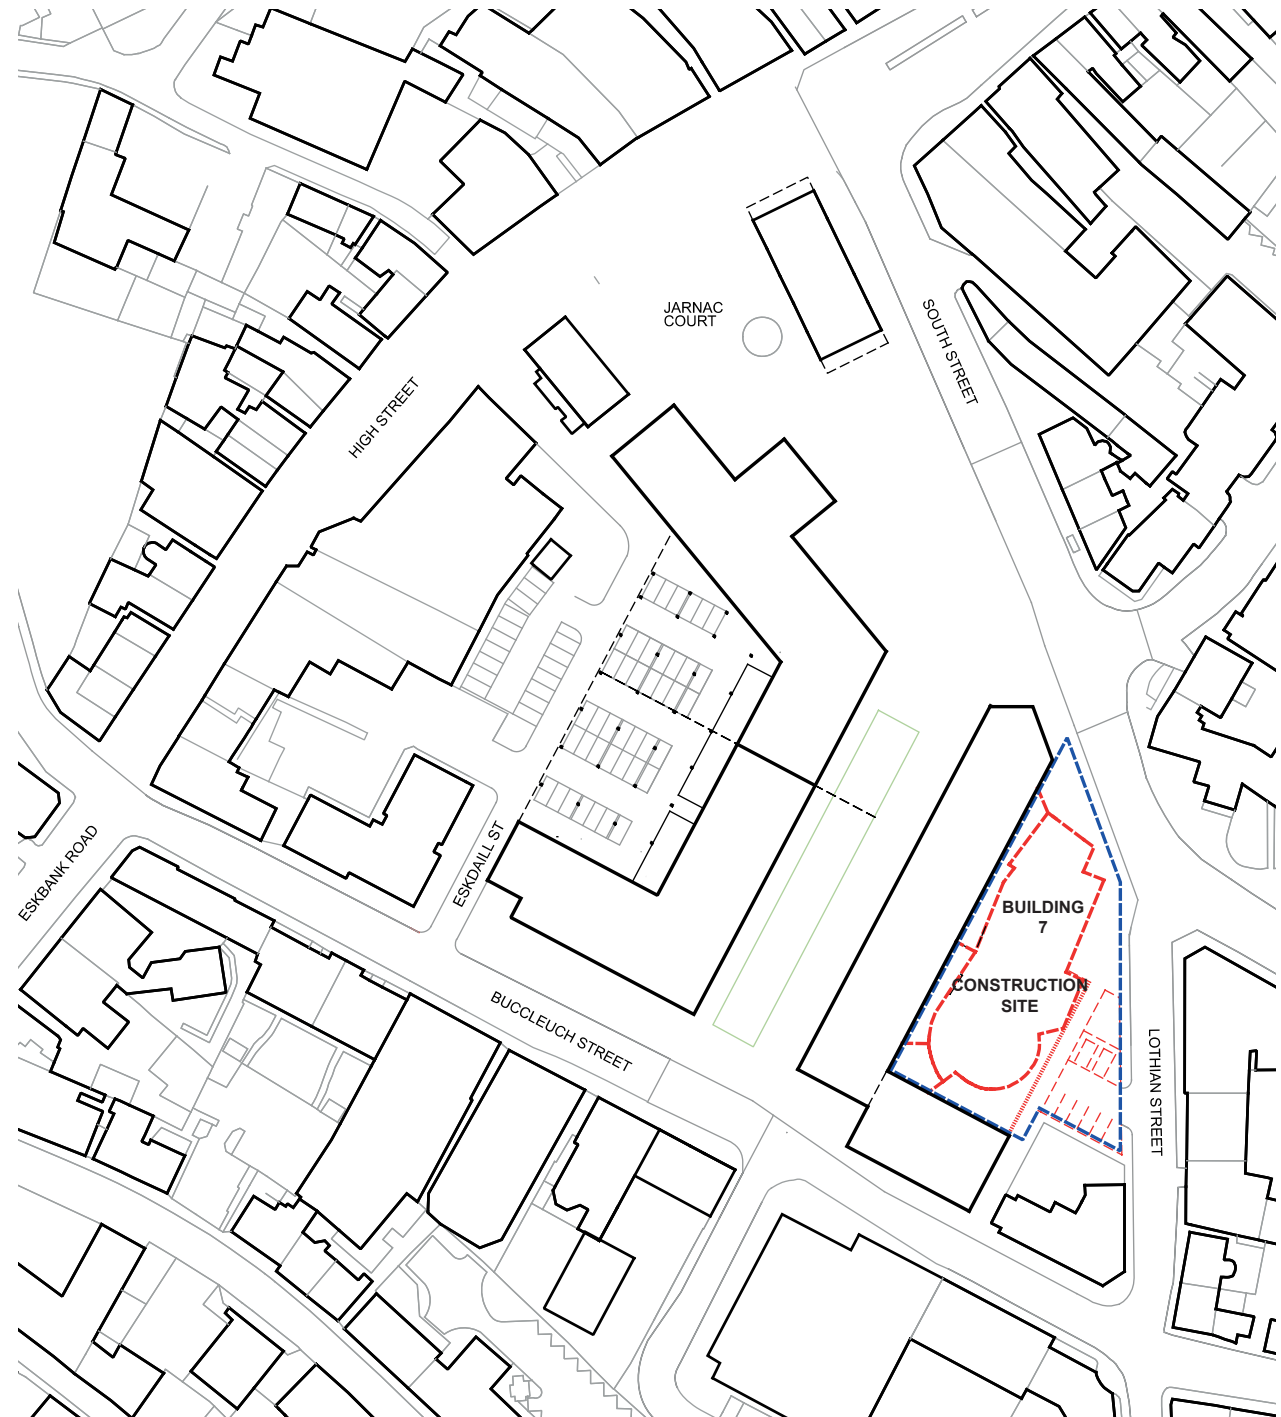 JARNAC
COURT
SOUTH STREET
HIGH STREET
ESKDAILL ST
ESKBANK ROAD
BUILDING
7
CONSTRUCTION
SITE
BUCCLEUCH STREET
LOTHIAN STREET